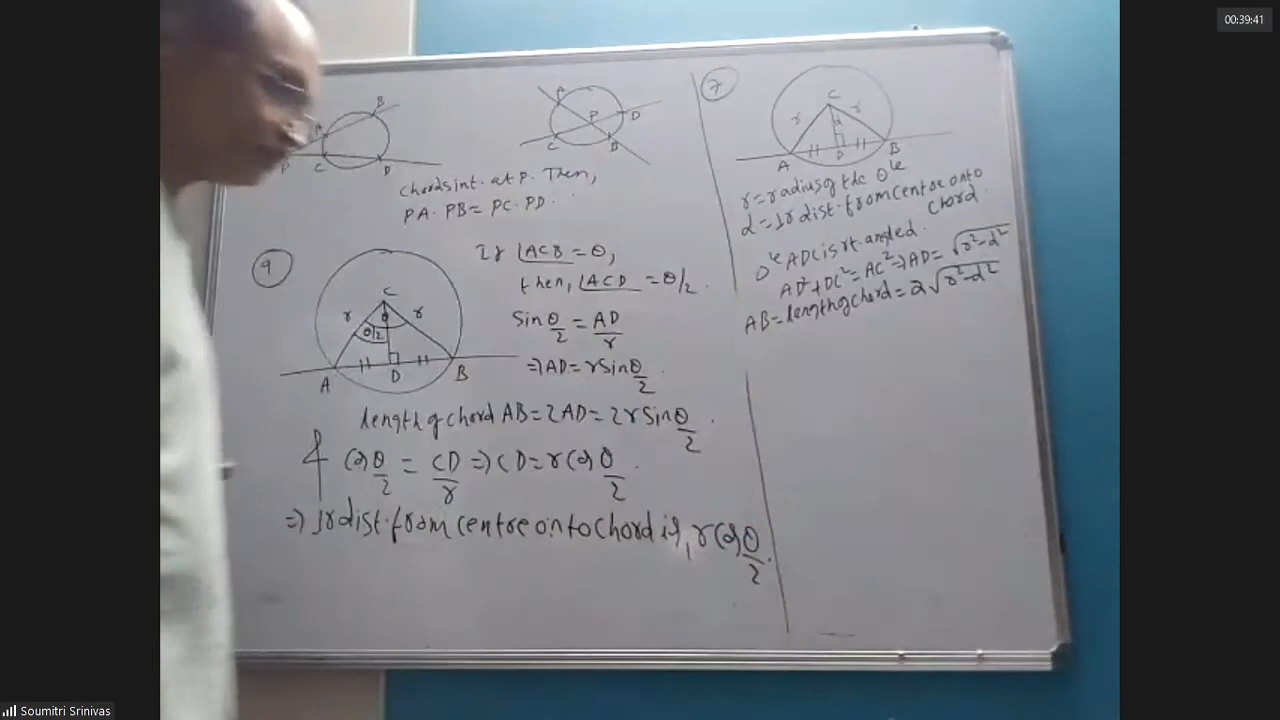 00:39:41
A B P C D
A D P C B
chords int. at P. Then,
PA. PB = PC. PD.
7
C
r r
d
A D B
r = radius of the Θle
d = ⊥r dist. from centre onto chord.
Δle ADC is rt. angled.
AD²+DC² = AC² ⇒ AD = √r²-d²
AB = length of chord = 2√r²-d²
9
C
r θ r
θ/2
A D B
If ∠ACB = θ,
then, ∠ACD = θ/2.
Sin θ/2 = AD/r
⇒ AD = r Sin θ/2.
length of chord AB = 2AD = 2r Sin θ/2.
& Cos θ/2 = CD/r ⇒ CD = r Cos θ/2.
⇒ ⊥r dist. from centre onto chord is, r Cos θ/2.
Soumitri Srinivas